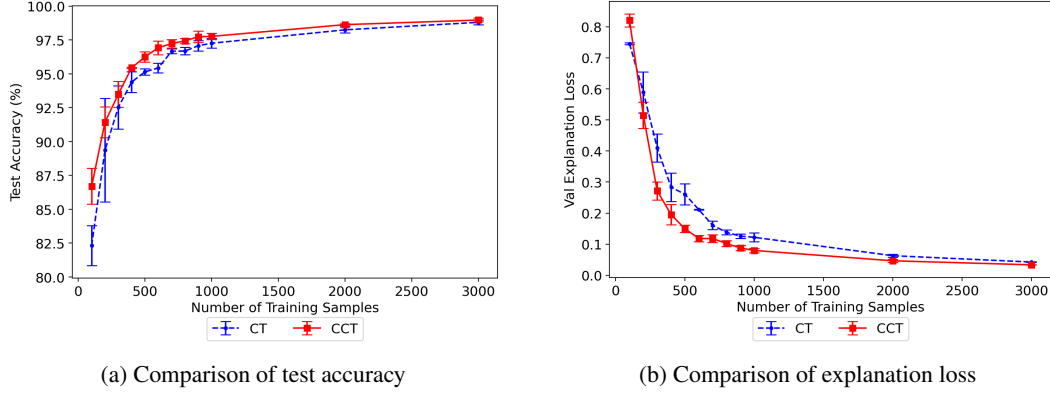 100.0
97.5
95.0
92.5
90.0
87.5
85.0
82.5
80.0
Test Accuracy (%)
0 500 1000 1500 2000 2500 3000
Number of Training Samples
CT CCT
(a) Comparison of test accuracy
0.8
0.7
0.6
0.5
0.4
0.3
0.2
0.1
0.0
Val Explanation Loss
0 500 1000 1500 2000 2500 3000
Number of Training Samples
CT CCT
(b) Comparison of explanation loss